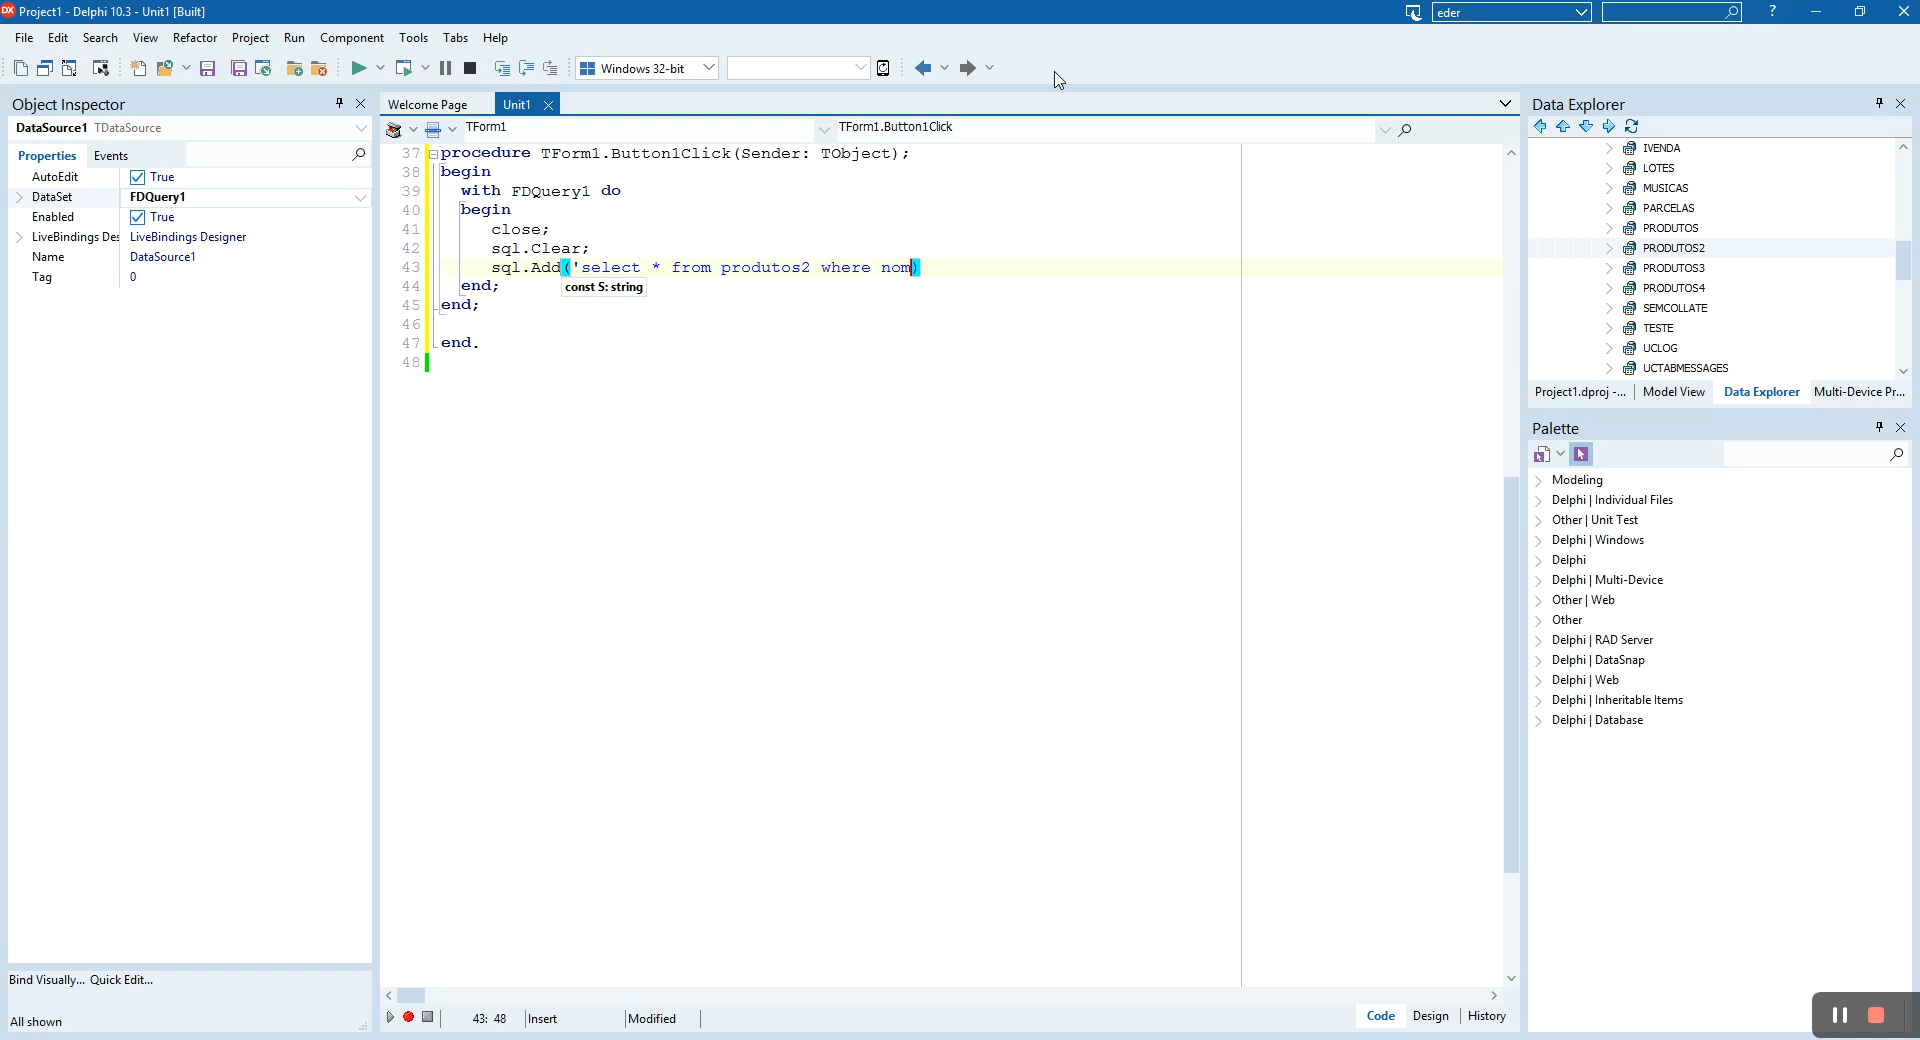 Project1 - Delphi 10.3 - Unit1 [Built]
eder
?
File Edit Search View Refactor Project Run Component Tools Tabs Help
Windows 32-bit
Object Inspector
DataSource1 TDataSource
Properties Events
AutoEdit True
DataSet FDQuery1
Enabled True
LiveBindings Des LiveBindings Designer
Name DataSource1
Tag 0
Bind Visually... Quick Edit...
All shown
Welcome Page Unit1
TForm1 TForm1.Button1Click
37 procedure TForm1.Button1Click(Sender: TObject);
38 begin
39 with FDQuery1 do
40 begin
41 close;
42 sql.Clear;
43 sql.Add('select * from produtos2 where nom)
44 end;
const S: string
45 end;
46
47 end.
48
43: 48 Insert Modified
Code Design History
Data Explorer
IVENDA
LOTES
MUSICAS
PARCELAS
PRODUTOS
PRODUTOS2
PRODUTOS3
PRODUTOS4
SEMCOLLATE
TESTE
UCLOG
UCTABMESSAGES
Project1.dproj -... Model View Data Explorer Multi-Device Pr...
Palette
Modeling
Delphi | Individual Files
Other | Unit Test
Delphi | Windows
Delphi
Delphi | Multi-Device
Other | Web
Other
Delphi | RAD Server
Delphi | DataSnap
Delphi | Web
Delphi | Inheritable Items
Delphi | Database